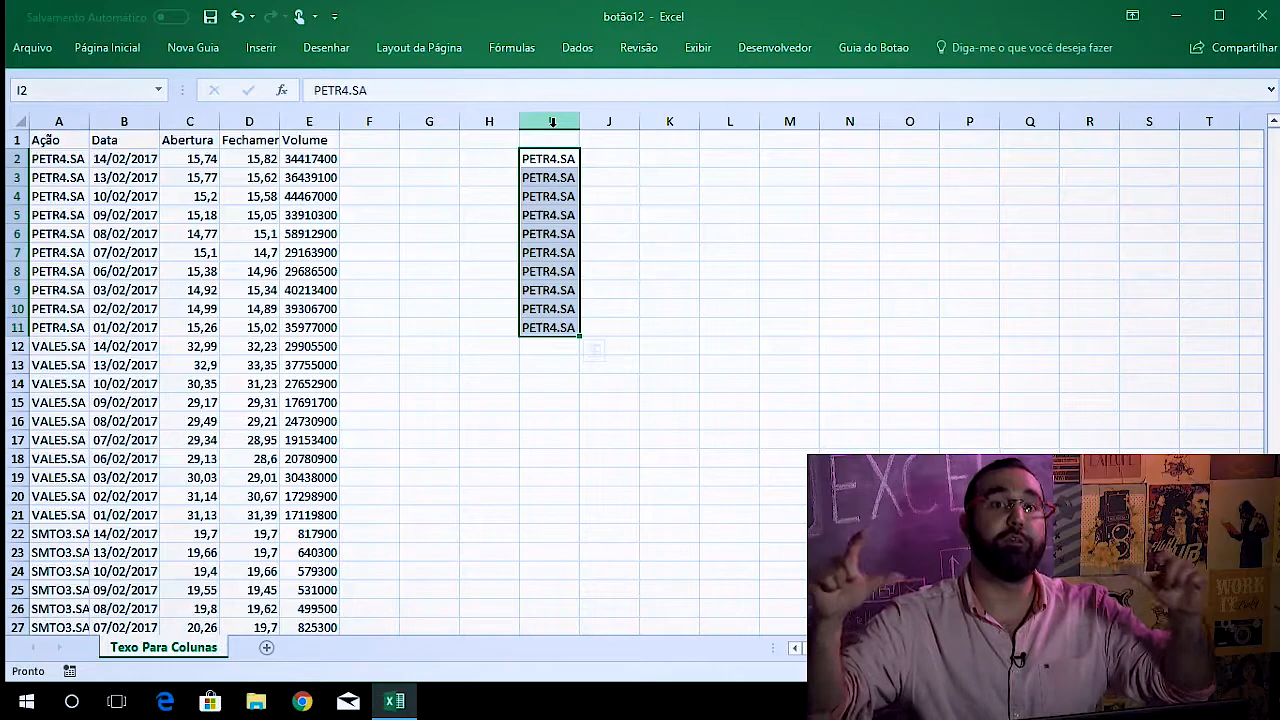 Salvamento Automático
botão12 - Excel
Arquivo Página Inicial Nova Guia Inserir Desenhar Layout da Página Fórmulas Dados Revisão Exibir Desenvolvedor Guia do Botao Diga-me o que você deseja fazer Compartilhar
I2 fx PETR4.SA
A B C D E F G H I J K L M N O P Q R S T
1 Ação Data Abertura Fechamer Volume
2 PETR4.SA 14/02/2017 15,74 15,82 34417400 PETR4.SA
3 PETR4.SA 13/02/2017 15,77 15,62 36439100 PETR4.SA
4 PETR4.SA 10/02/2017 15,2 15,58 44467000 PETR4.SA
5 PETR4.SA 09/02/2017 15,18 15,05 33910300 PETR4.SA
6 PETR4.SA 08/02/2017 14,77 15,1 58912900 PETR4.SA
7 PETR4.SA 07/02/2017 15,1 14,7 29163900 PETR4.SA
8 PETR4.SA 06/02/2017 15,38 14,96 29686500 PETR4.SA
9 PETR4.SA 03/02/2017 14,92 15,34 40213400 PETR4.SA
10 PETR4.SA 02/02/2017 14,99 14,89 39306700 PETR4.SA
11 PETR4.SA 01/02/2017 15,26 15,02 35977000 PETR4.SA
12 VALE5.SA 14/02/2017 32,99 32,23 29905500
13 VALE5.SA 13/02/2017 32,9 33,35 37755000
14 VALE5.SA 10/02/2017 30,35 31,23 27652900
15 VALE5.SA 09/02/2017 29,17 29,31 17691700
16 VALE5.SA 08/02/2017 29,49 29,21 24730900
17 VALE5.SA 07/02/2017 29,34 28,95 19153400
18 VALE5.SA 06/02/2017 29,13 28,6 20780900
19 VALE5.SA 03/02/2017 30,03 29,01 30438000
20 VALE5.SA 02/02/2017 31,14 30,67 17298900
21 VALE5.SA 01/02/2017 31,13 31,39 17119800
22 SMTO3.SA 14/02/2017 19,7 19,7 817900
23 SMTO3.SA 13/02/2017 19,66 19,7 640300
24 SMTO3.SA 10/02/2017 19,4 19,66 579300
25 SMTO3.SA 09/02/2017 19,55 19,45 531000
26 SMTO3.SA 08/02/2017 19,8 19,62 499500
27 SMTO3.SA 07/02/2017 20,26 19,7 825300
EXCEL
WORK
Texo Para Colunas
Pronto